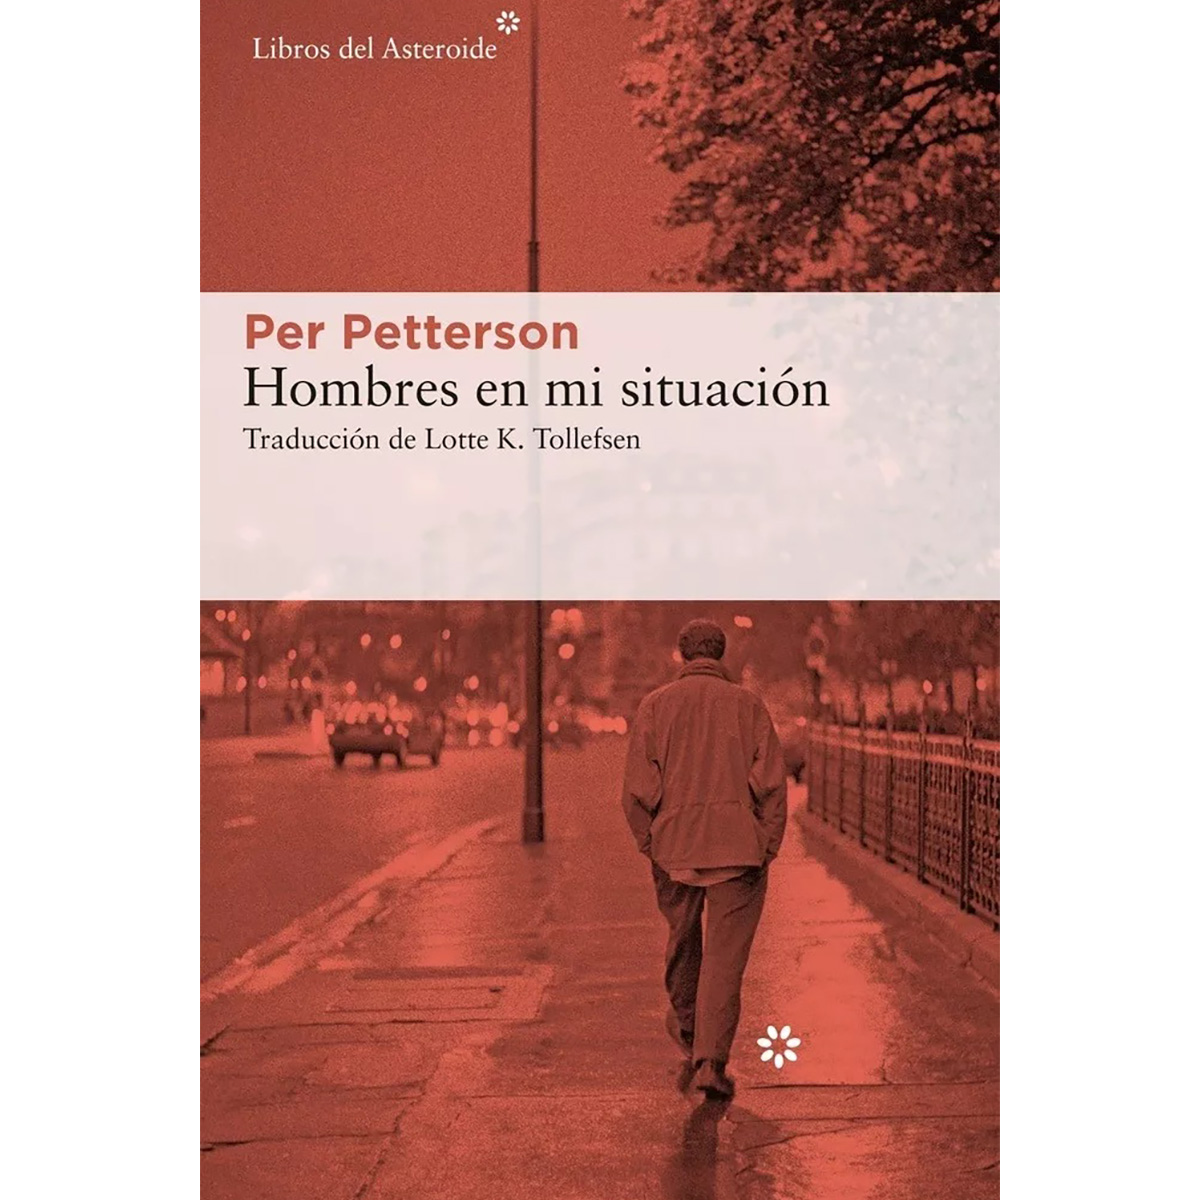 Libros del Asteroide
Per Petterson
Hombres en mi situación
Traducción de Lotte K. Tollefsen